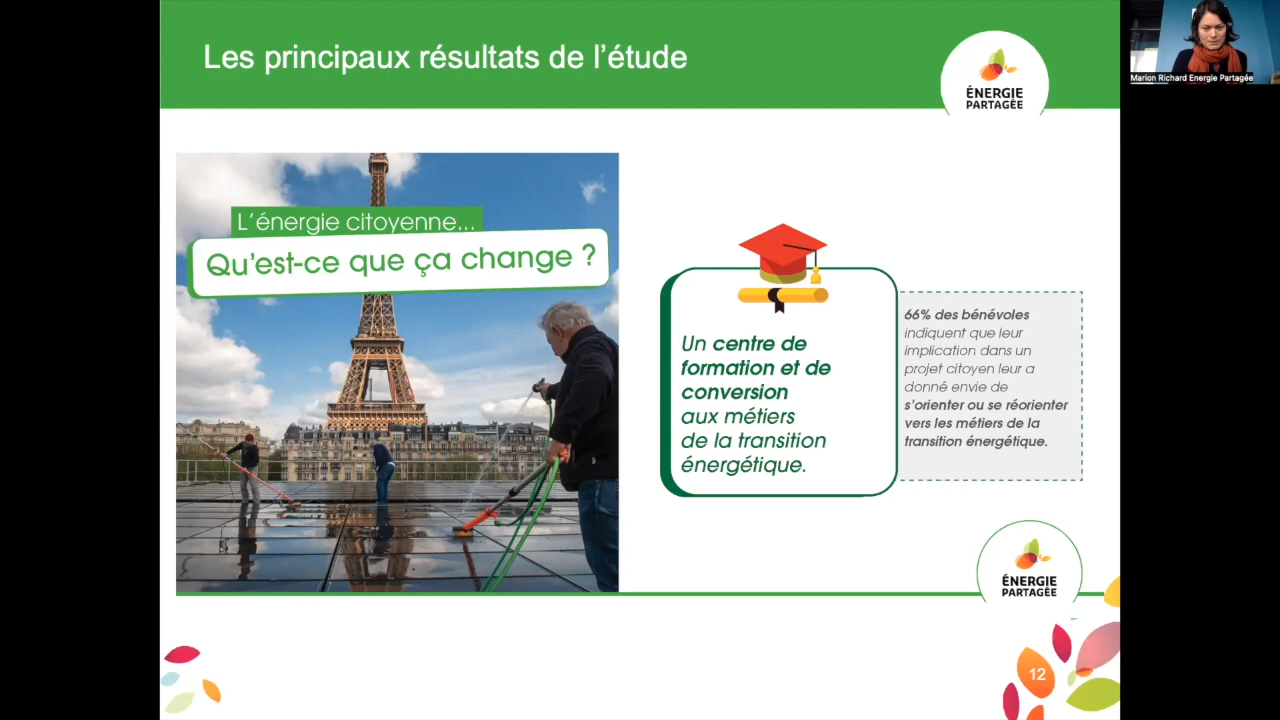 Les principaux résultats de l'étude
ÉNERGIE
PARTAGÉE
Marion Richard Energie Partagée
L'énergie citoyenne...
Qu'est-ce que ça change ?
Un centre de
formation et de
conversion
aux métiers
de la transition
énergétique.
66% des bénévoles
indiquent que leur
implication dans un
projet citoyen leur a
donné envie de
s'orienter ou se réorienter
vers les métiers de la
transition énergétique.
ÉNERGIE
PARTAGÉE
12